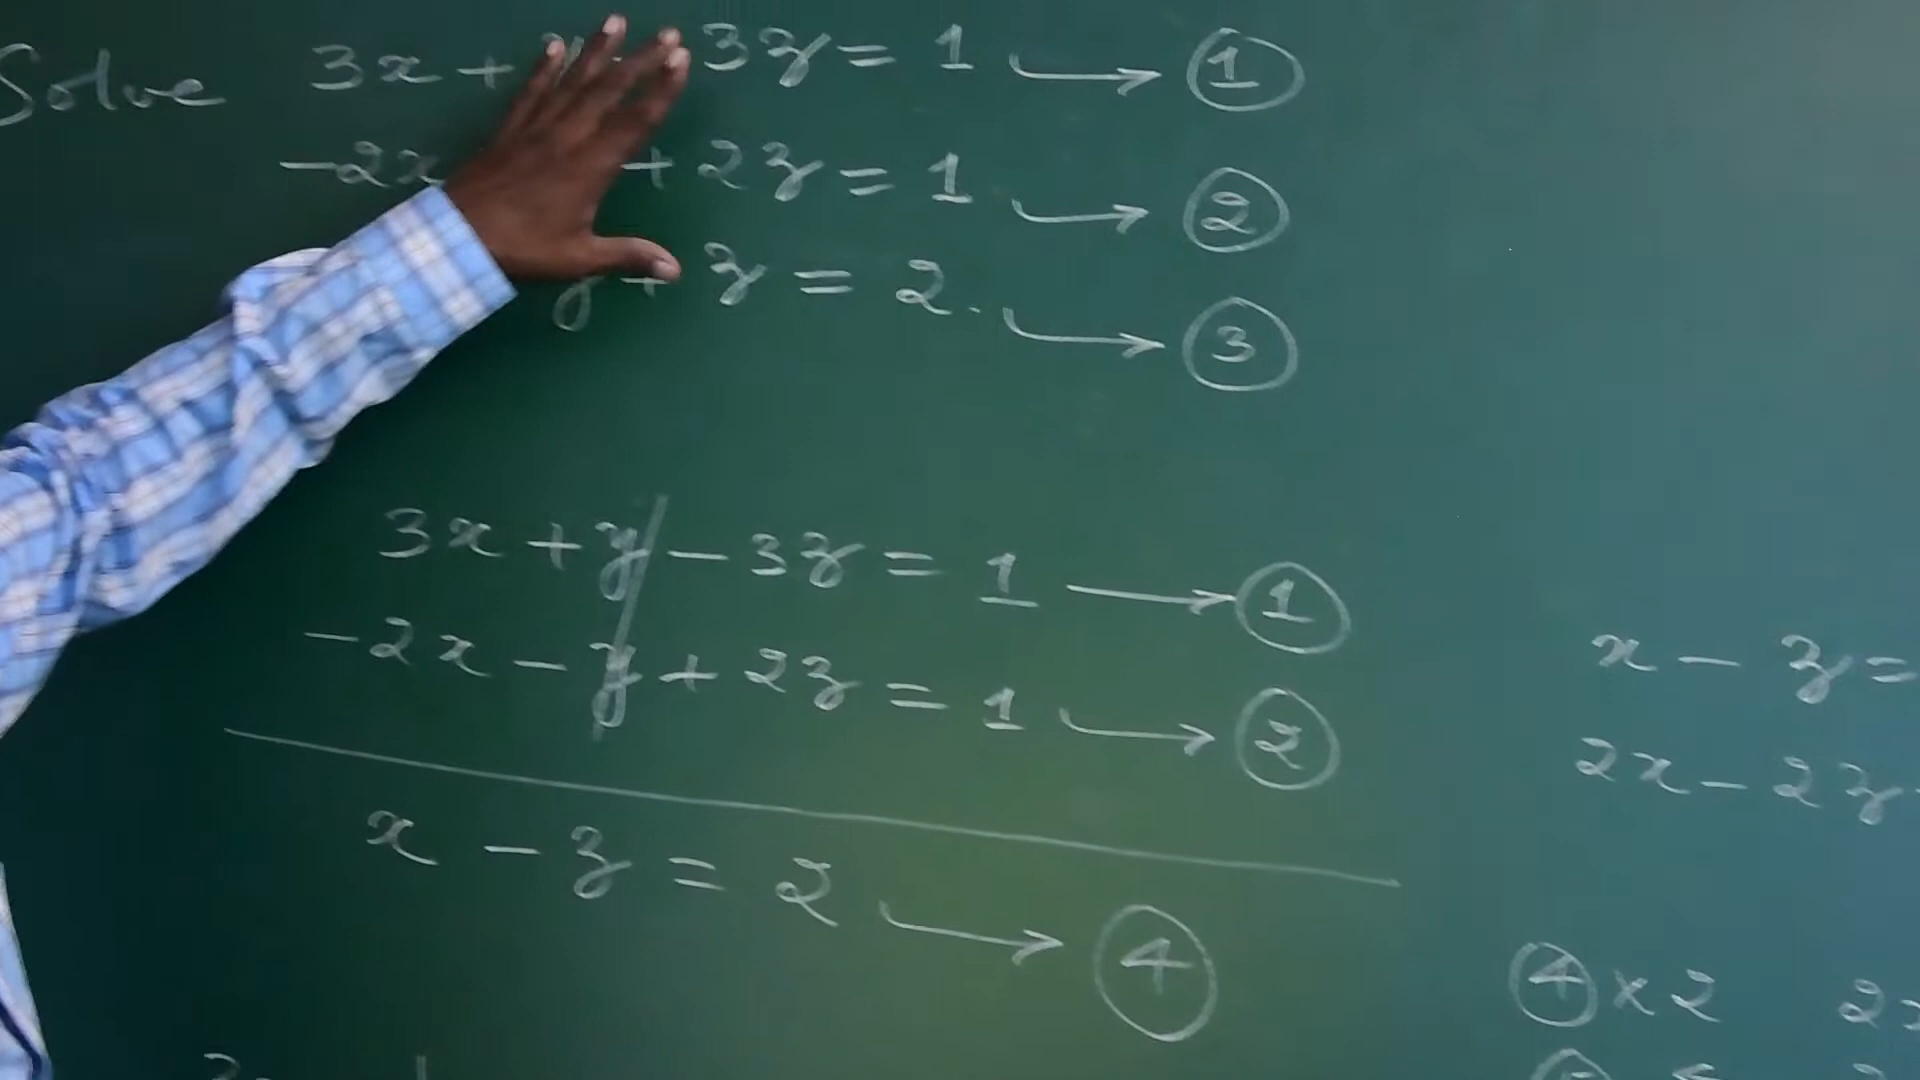 Solve 3x + y - 3z = 1 → ①
-2x + 2z = 1 → ②
y + z = 2. → ③
3x + y - 3z = 1 → ①
-2x - y + 2z = 1 → ②
x - z = 2 → ④
x - z =
2x - 2z
④ × 2 2x